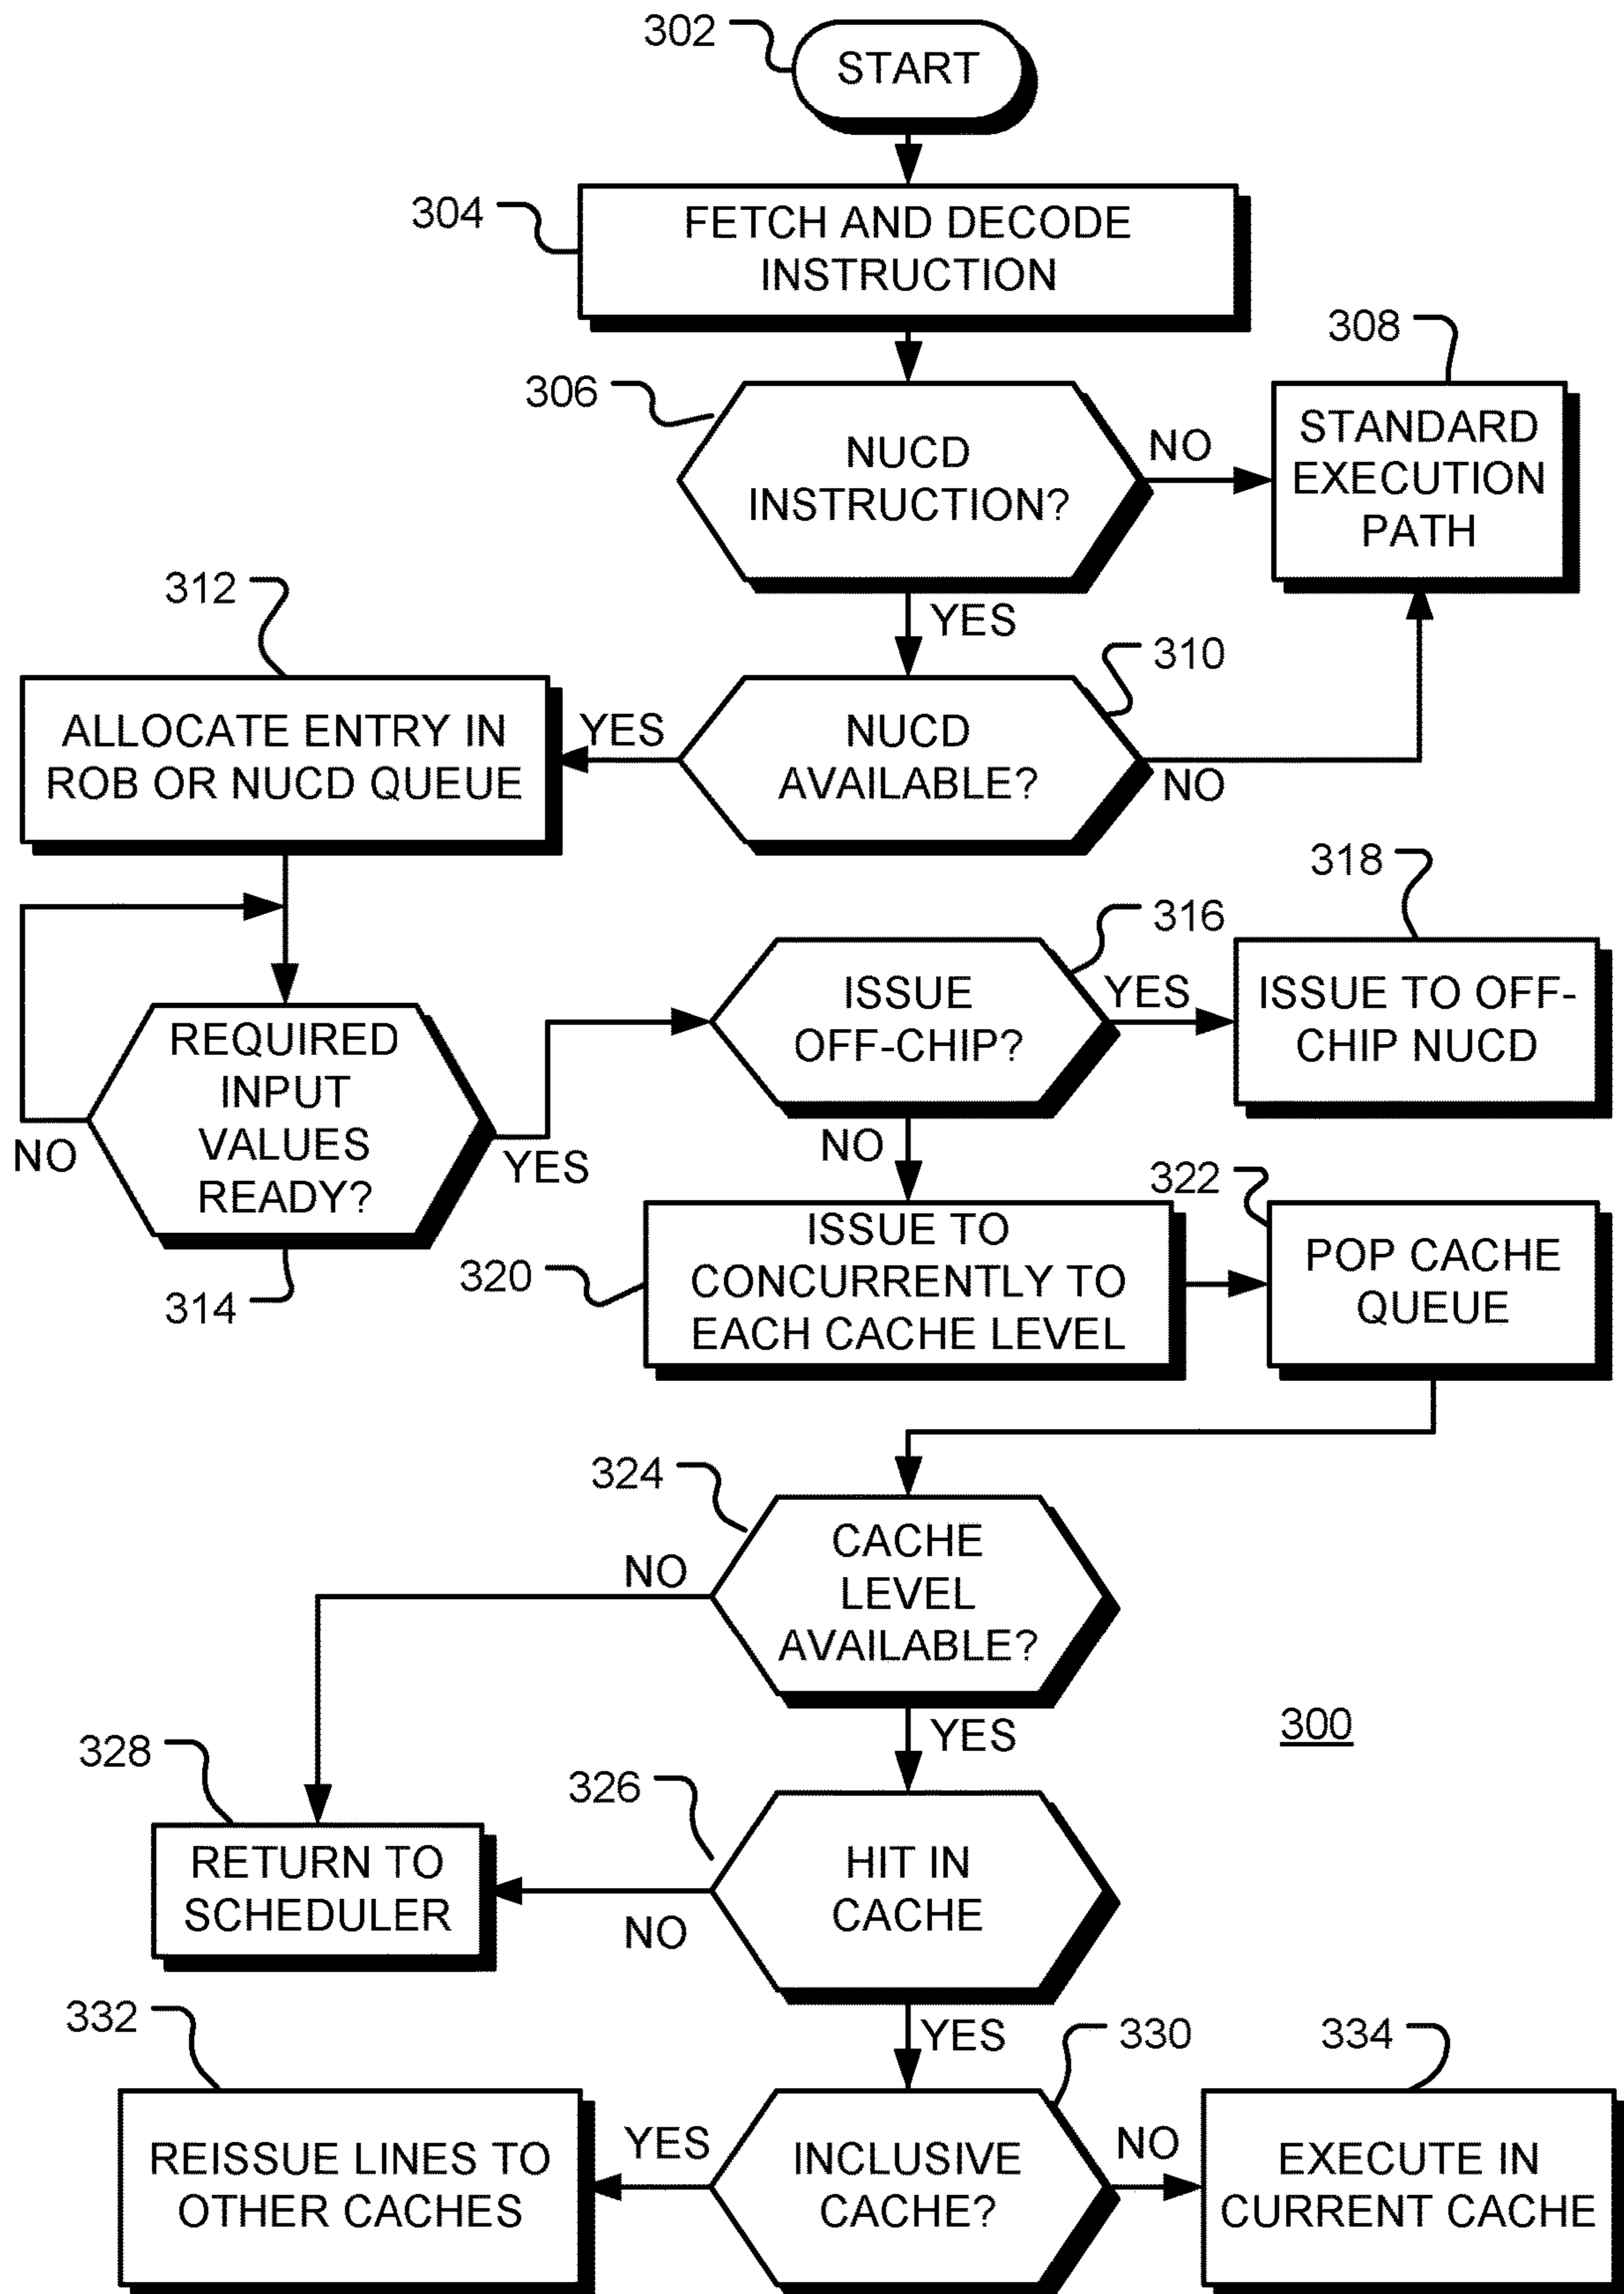 302
START
304
FETCH AND DECODE
INSTRUCTION
306
NUCD
INSTRUCTION?
NO
308
STANDARD
EXECUTION
PATH
YES
312
ALLOCATE ENTRY IN
ROB OR NUCD QUEUE
YES
NUCD
AVAILABLE?
310
NO
REQUIRED
INPUT
VALUES
READY?
NO
YES
314
ISSUE
OFF-CHIP?
316
YES
318
ISSUE TO OFF-
CHIP NUCD
NO
320
ISSUE TO
CONCURRENTLY TO
EACH CACHE LEVEL
322
POP CACHE
QUEUE
324
CACHE
LEVEL
AVAILABLE?
NO
YES
300
328
RETURN TO
SCHEDULER
326
HIT IN
CACHE
NO
YES
332
REISSUE LINES TO
OTHER CACHES
YES
330
INCLUSIVE
CACHE?
NO
334
EXECUTE IN
CURRENT CACHE